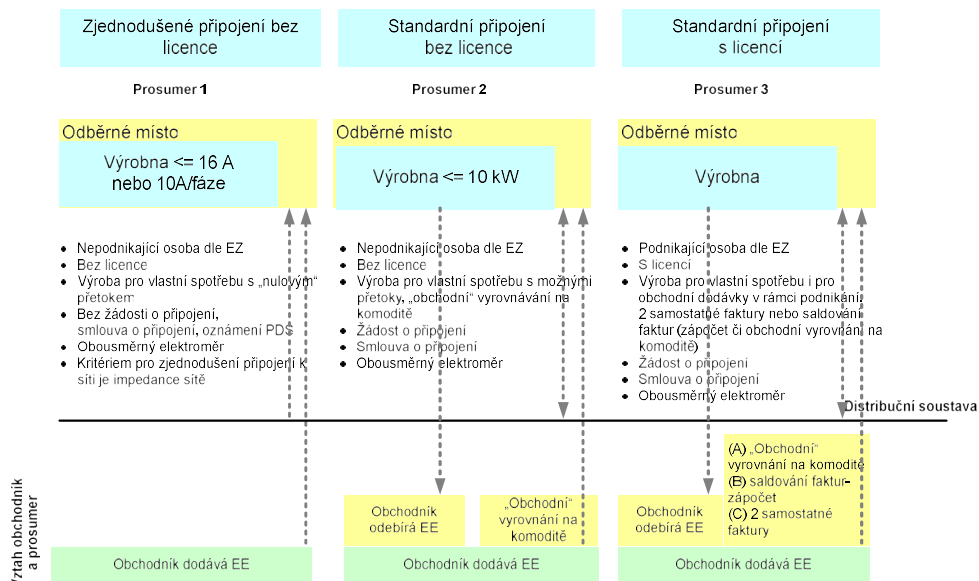 Zjednodušené připojení bez
licence
Standardní připojení
bez licence
Standardní připojení
s licencí
Prosumer 1
Prosumer 2
Prosumer 3
Odběrné místo
Výrobna <= 16 A
nebo 10A/fáze
Odběrné místo
Výrobna <= 10 kW
Odběrné místo
Výrobna
• Nepodnikající osoba dle EZ
• Bez licence
• Výroba pro vlastní spotřebu s „nulovým“
přetokem
• Bez žádosti o připojení,
smlouva o připojení, oznámení PDS
• Obousměrný elektroměr
• Kritériem pro zjednodušení připojení k
síti je impedance sítě
• Nepodnikající osoba dle EZ
• Bez licence
• Výroba pro vlastní spotřebu s možnými
přetoky, „obchodní“ vyrovnávání na
komoditě
• Žádost o připojení
• Smlouva o připojení
• Obousměrný elektroměr
• Podnikající osoba dle EZ
• S licencí
• Výroba pro vlastní spotřebu i pro
obchodní dodávky v rámci podnikání.
2 samostatné faktury nebo saldování
faktur (zápočet či obchodní vyrovnání na
komoditě)
• Žádost o připojení
• Smlouva o připojení
• Obousměrný elektroměr
Distribuční soustava
Vztah obchodník
a prosumer
Obchodník dodává EE
Obchodník
odebírá EE
„Obchodní“
vyrovnání na
komoditě
Obchodník dodává EE
Obchodník
odebírá EE
(A) „Obchodní“
vyrovnání na komoditě
(B) saldování faktur-
zápočet
(C) 2 samostatné
faktury
Obchodník dodává EE